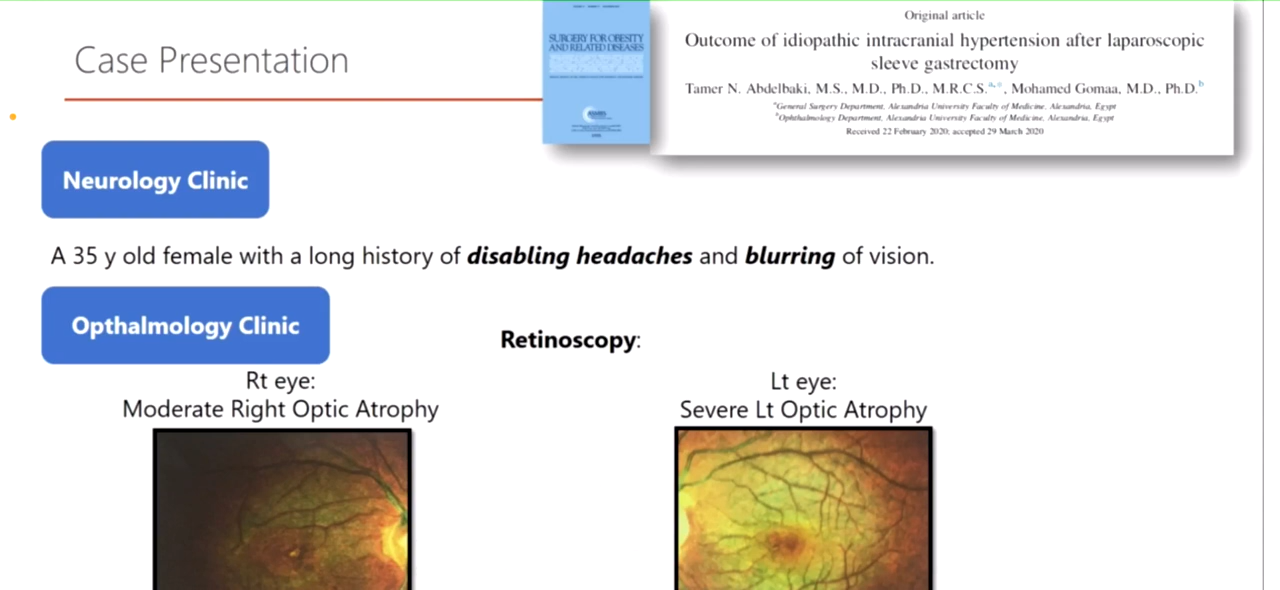 Case Presentation
SURGERY FOR OBESITY
AND RELATED DISEASES
Original article
Outcome of idiopathic intracranial hypertension after laparoscopic
sleeve gastrectomy
Tamer N. Abdelbaki, M.S., M.D., Ph.D., M.R.C.S.a,*, Mohamed Gomaa, M.D., Ph.D.b
aGeneral Surgery Department, Alexandria University Faculty of Medicine, Alexandria, Egypt
bOphthalmology Department, Alexandria University Faculty of Medicine, Alexandria, Egypt
Received 22 February 2020; accepted 29 March 2020
Neurology Clinic
A 35 y old female with a long history of disabling headaches and blurring of vision.
Opthalmology Clinic
Retinoscopy:
Rt eye:
Moderate Right Optic Atrophy
Lt eye:
Severe Lt Optic Atrophy